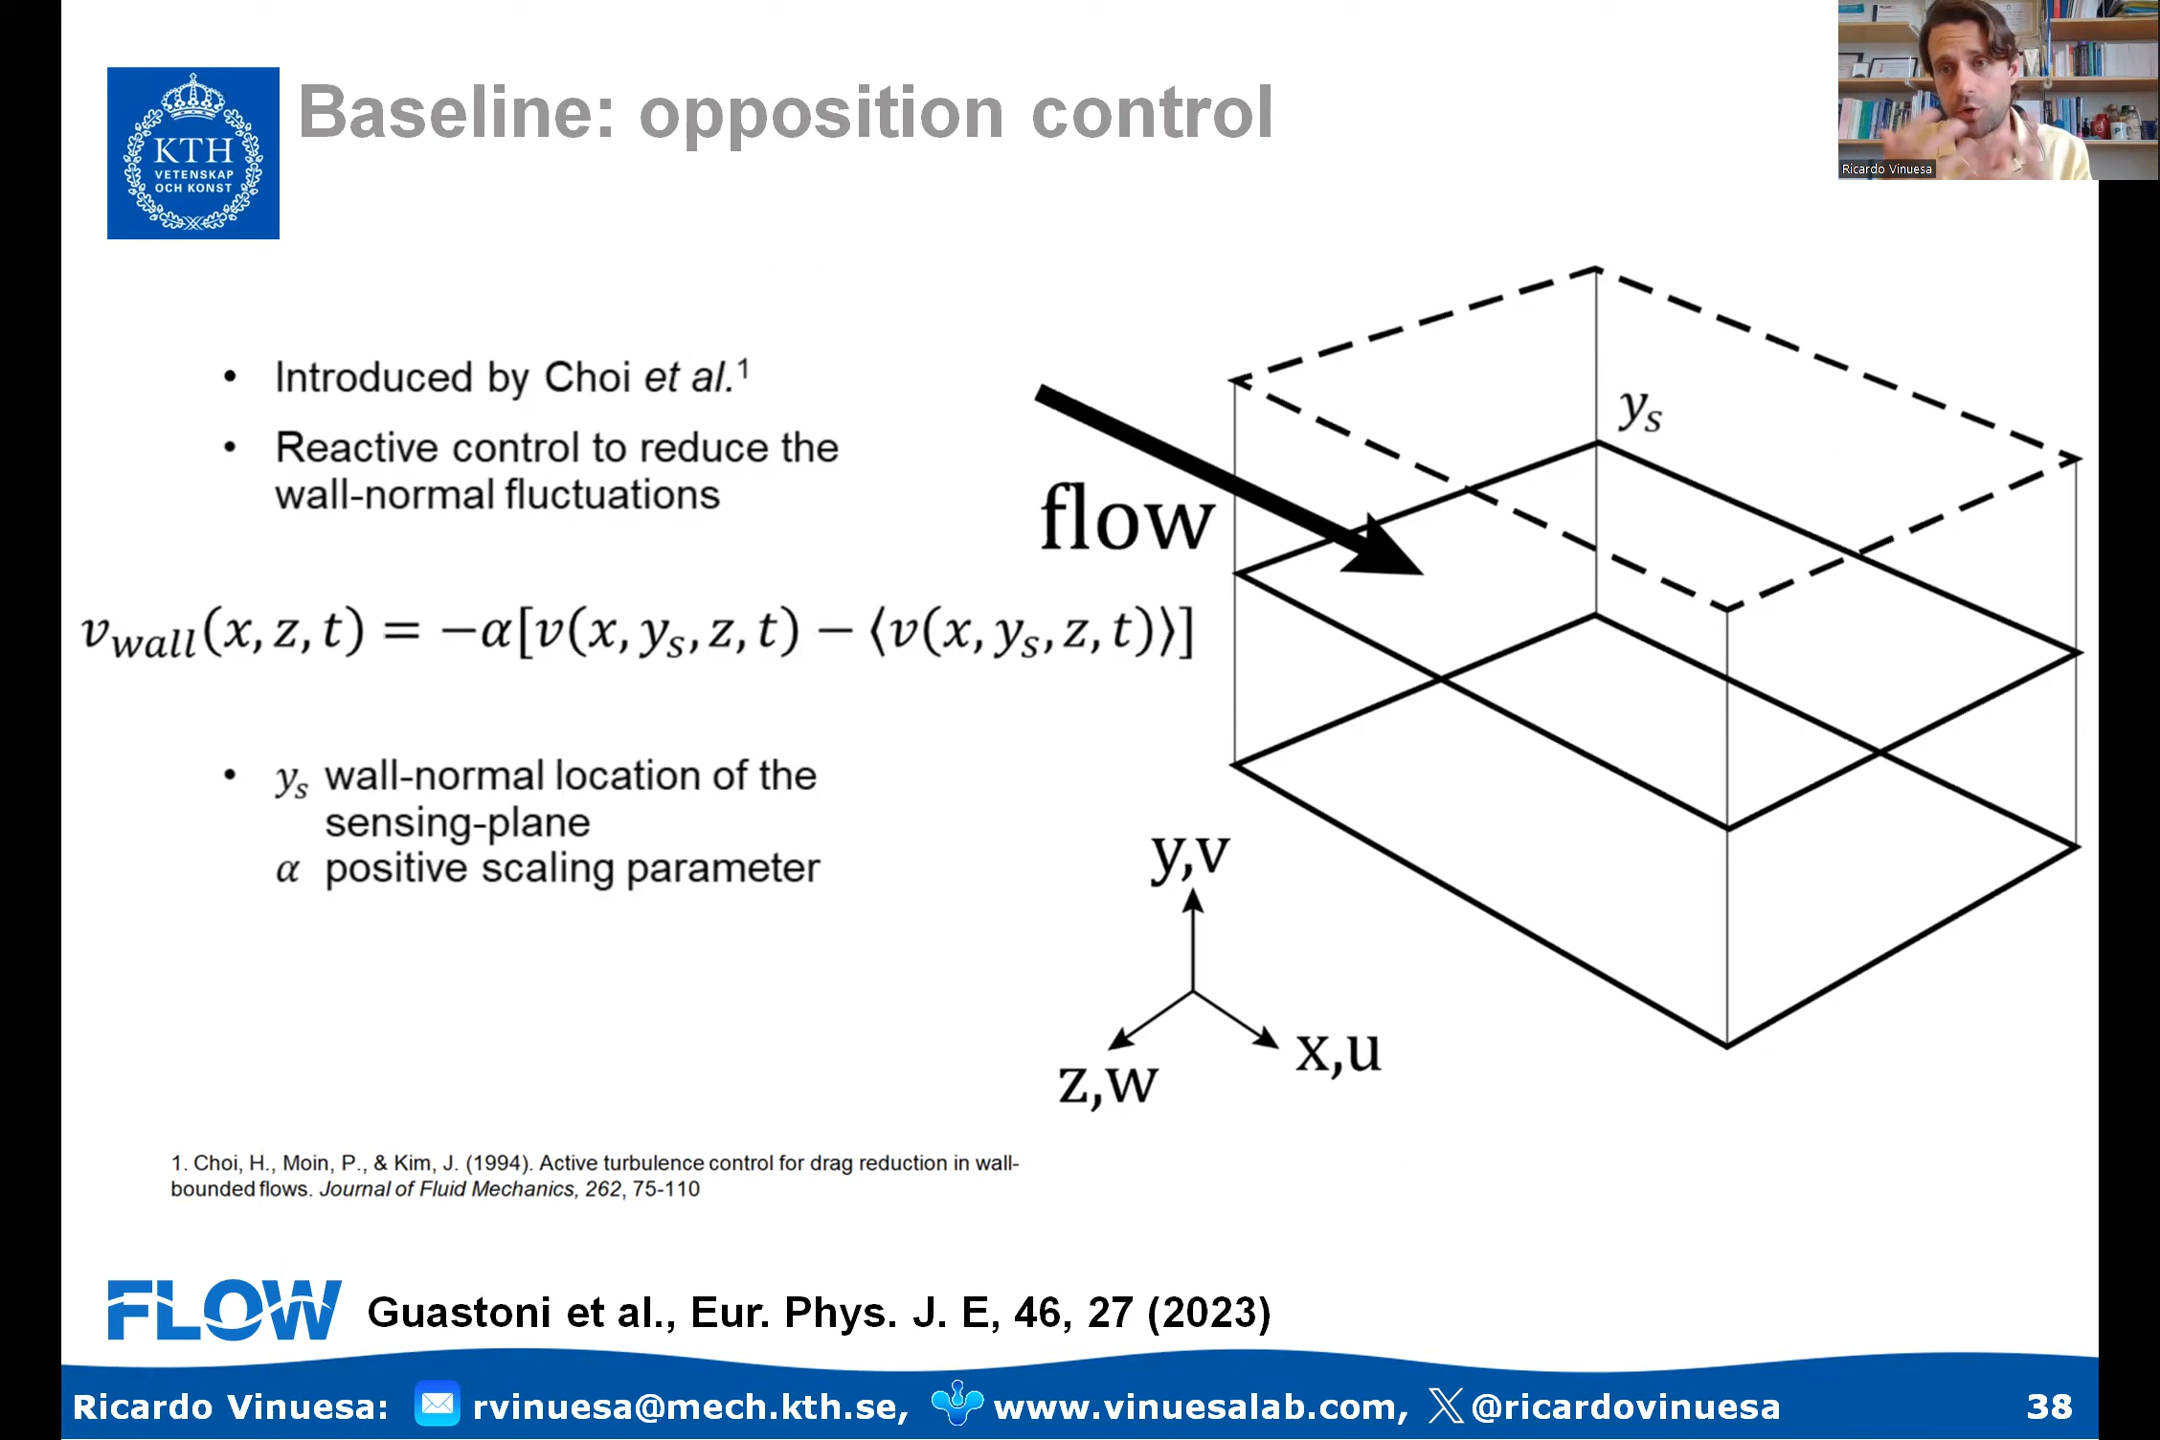 Baseline: opposition control
KTH
VETENSKAP
OCH KONST
Ricardo Vinuesa
• Introduced by Choi et al.¹
• Reactive control to reduce the
wall-normal fluctuations
v_wall(x, z, t) = −α[v(x, y_s, z, t) − ⟨v(x, y_s, z, t)⟩]
• y_s wall-normal location of the
sensing-plane
α positive scaling parameter
y_s
flow
y,v
x,u
z,w
1. Choi, H., Moin, P., & Kim, J. (1994). Active turbulence control for drag reduction in wall-
bounded flows. Journal of Fluid Mechanics, 262, 75-110
FLOW
Guastoni et al., Eur. Phys. J. E, 46, 27 (2023)
Ricardo Vinuesa: rvinuesa@mech.kth.se, www.vinuesalab.com, @ricardovinuesa
38